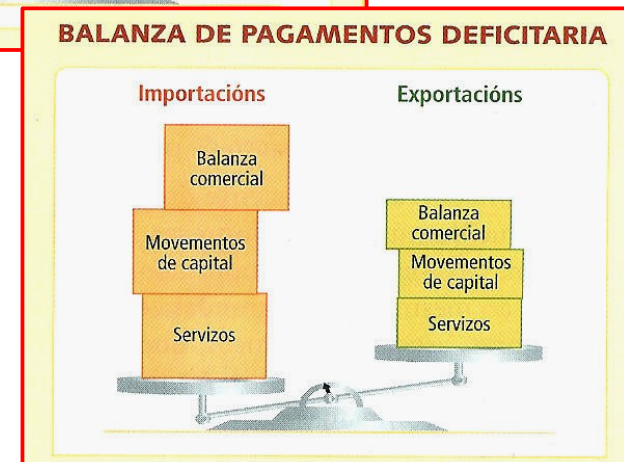 BALANZA DE PAGAMENTOS DEFICITARIA
Importacións
Exportacións
Balanza
comercial
Movementos
de capital
Servizos
Balanza
comercial
Movementos
de capital
Servizos